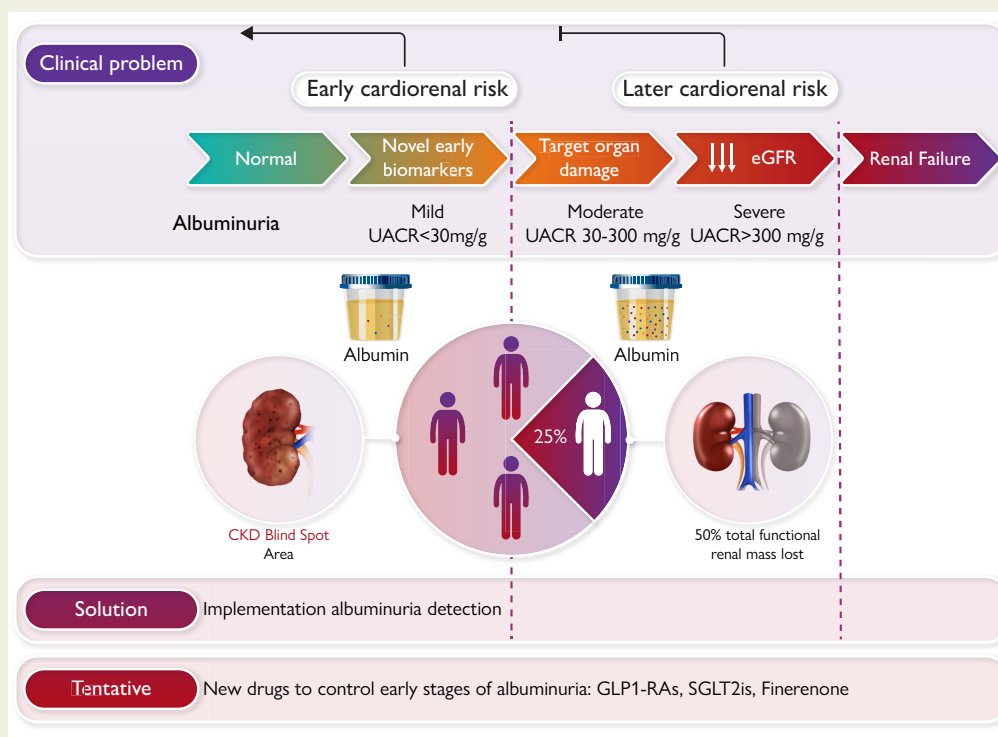 Clinical problem
Early cardiorenal risk
Later cardiorenal risk
Normal
Novel early
biomarkers
Target organ
damage
eGFR
Renal Failure
Albuminuria
Mild
UACR<30mg/g
Moderate
UACR 30-300 mg/g
Severe
UACR>300 mg/g
Albumin
Albumin
25%
CKD Blind Spot
Area
50% total functional
renal mass lost
Solution
Implementation albuminuria detection
Tentative
New drugs to control early stages of albuminuria: GLP1-RAs, SGLT2is, Finerenone